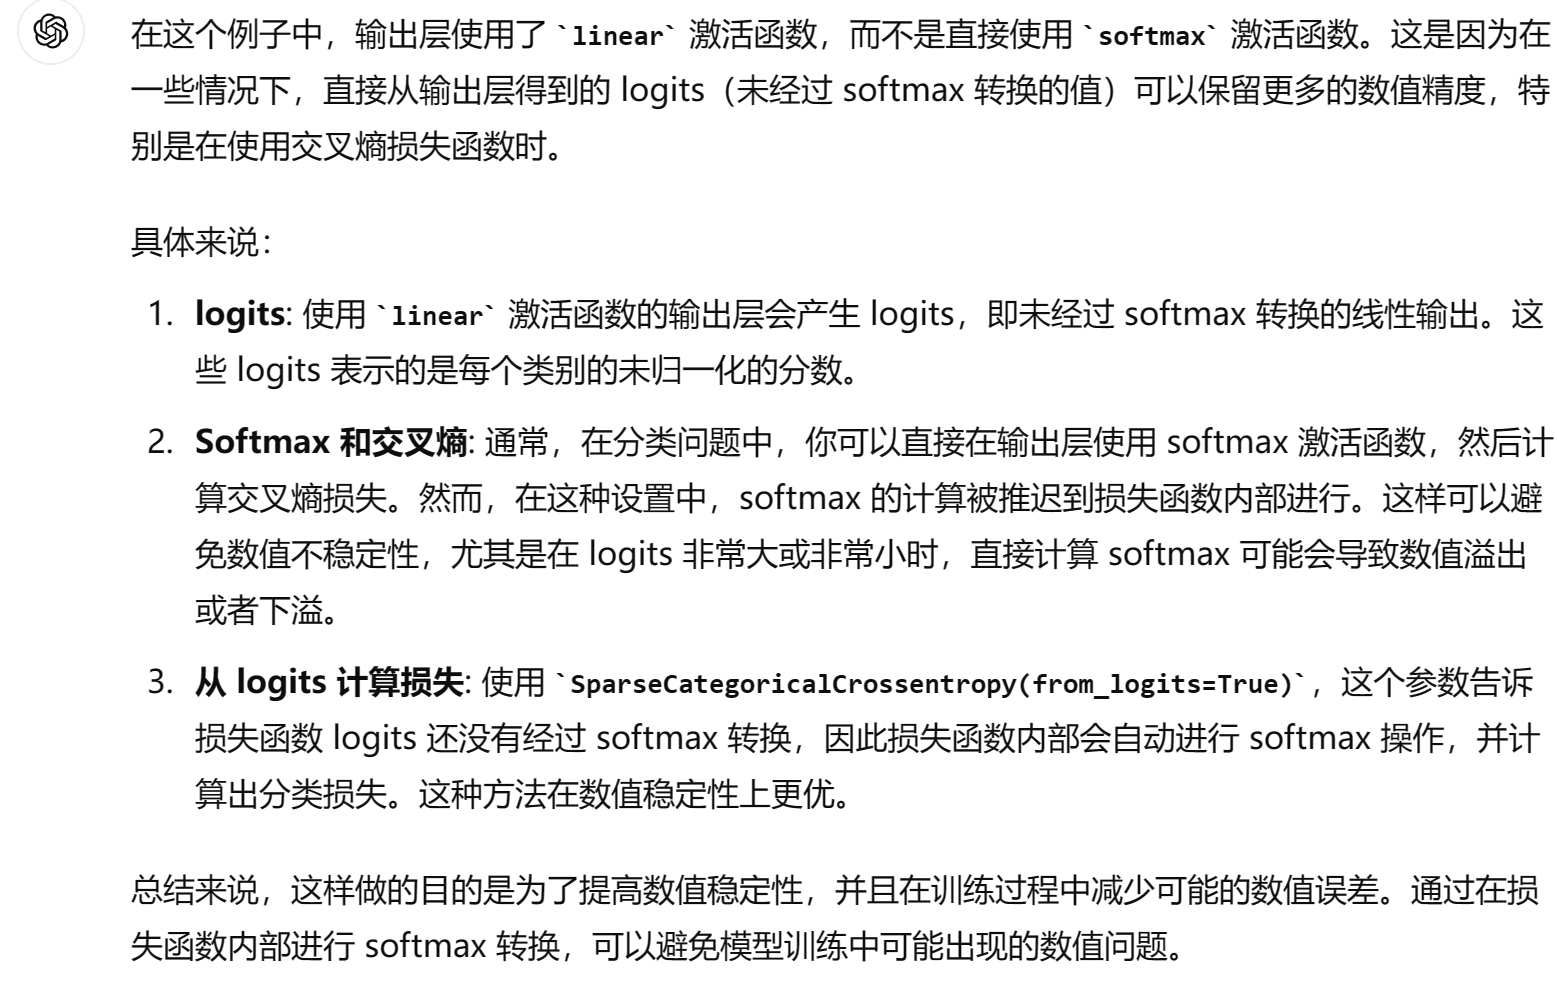 在这个例子中，输出层使用了 `linear` 激活函数，而不是直接使用 `softmax` 激活函数。这是因为在
一些情况下，直接从输出层得到的 logits（未经过 softmax 转换的值）可以保留更多的数值精度，特
别是在使用交叉熵损失函数时。
具体来说：
1. logits: 使用 `linear` 激活函数的输出层会产生 logits，即未经过 softmax 转换的线性输出。这
些 logits 表示的是每个类别的未归一化的分数。
2. Softmax 和交叉熵: 通常，在分类问题中，你可以直接在输出层使用 softmax 激活函数，然后计
算交叉熵损失。然而，在这种设置中，softmax 的计算被推迟到损失函数内部进行。这样可以避
免数值不稳定性，尤其是在 logits 非常大或非常小时，直接计算 softmax 可能会导致数值溢出
或者下溢。
3. 从 logits 计算损失: 使用 `SparseCategoricalCrossentropy(from_logits=True)`，这个参数告诉
损失函数 logits 还没有经过 softmax 转换，因此损失函数内部会自动进行 softmax 操作，并计
算出分类损失。这种方法在数值稳定性上更优。
总结来说，这样做的目的是为了提高数值稳定性，并且在训练过程中减少可能的数值误差。通过在损
失函数内部进行 softmax 转换，可以避免模型训练中可能出现的数值问题。